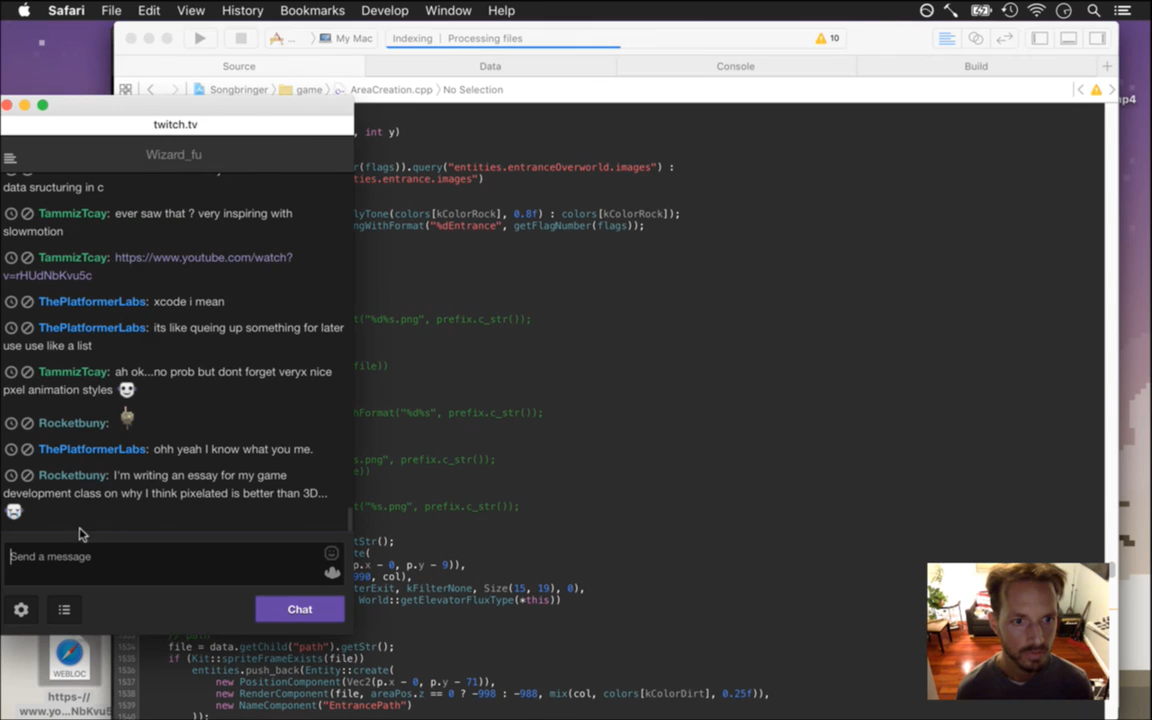 Safari File Edit View History Bookmarks Develop Window Help
... My Mac Indexing Processing files 10
Source Data Console Build
Songbringer game AreaCreation.cpp No Selection
p4
twitch.tv
Wizard_fu
data sructuring in c
TammizTcay: ever saw that ? very inspiring with
slowmotion
TammizTcay: https://www.youtube.com/watch?
v=rHUdNbKvu5c
ThePlatformerLabs: xcode i mean
ThePlatformerLabs: its like queing up something for later
use use like a list
TammizTcay: ah ok...no prob but dont forget veryx nice
pxel animation styles
Rocketbuny:
ThePlatformerLabs: ohh yeah I know what you me.
Rocketbuny: I'm writing an essay for my game
development class on why I think pixelated is better than 3D...
Send a message
Chat
, int y)
r(flags)).query("entities.entranceOverworld.images") :
ties.entrance.images")
lyTone(colors[kColorRock], 0.8f) : colors[kColorRock]);
ngWithFormat("%dEntrance", getFlagNumber(flags));
t("%d%s.png", prefix.c_str());
file))
hFormat("%d%s", prefix.c_str());
g", prefix.c_str());
e))
t("%s.png", prefix.c_str());
tStr();
te(
p.x - 0, p.y - 9)),
990, col),
terExit, kFilterNone, Size(15, 19), 0),
World::getElevatorFluxType(*this))
// path
1534 file = data.getChild("path").getStr();
1535 if (Kit::spriteFrameExists(file))
1536 entities.push_back(Entity::create(
1537 new PositionComponent(Vec2(p.x - 0, p.y - 71)),
1538 new RenderComponent(file, areaPos.z == 0 ? -998 : -988, mix(col, colors[kColorDirt], 0.25f)),
1539 new NameComponent("EntrancePath")
));
WEBLOC
https-//
www.yo...NbKvu5